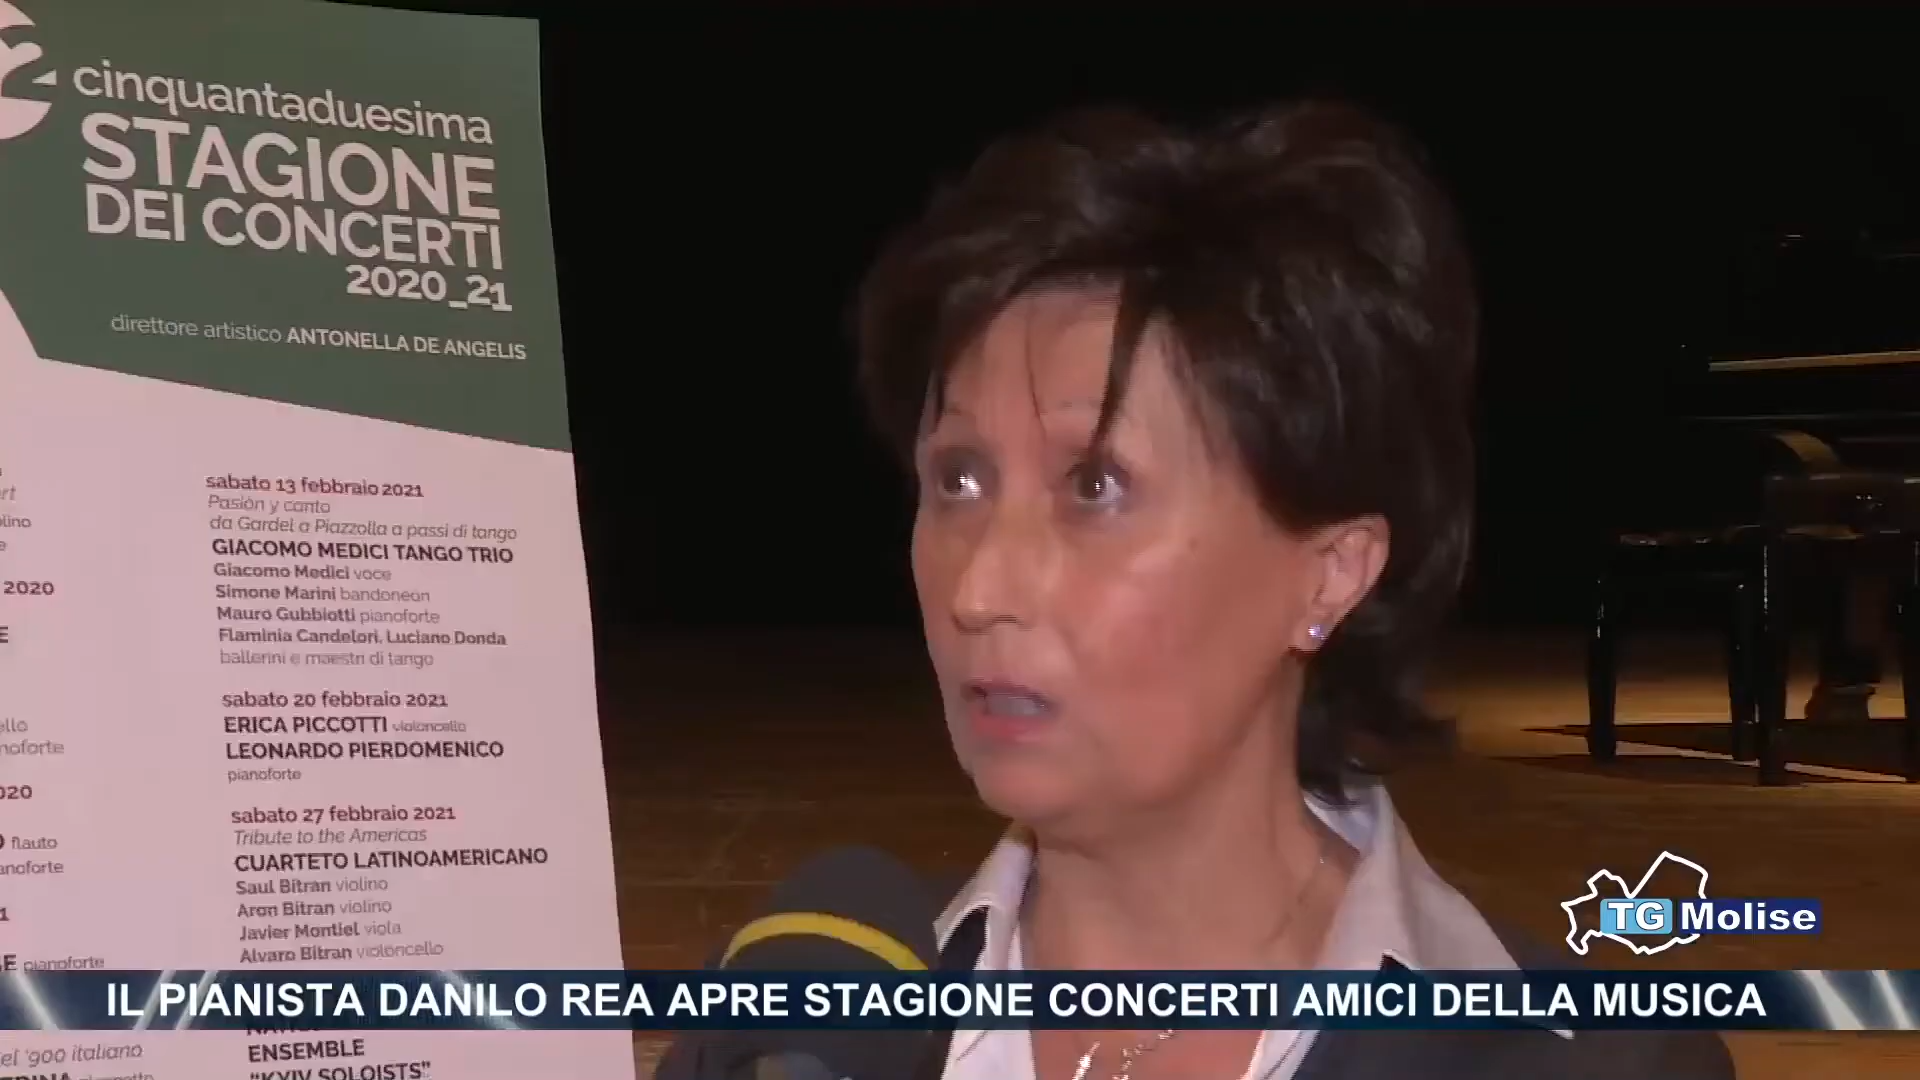 cinquantaduesima
STAGIONE
DEI CONCERTI
2020_21
direttore artistico ANTONELLA DE ANGELIS
2020
020
flauto
pianoforte
sabato 13 febbraio 2021
Pasión y canto
da Gardel a Piazzolla a passi di tango
GIACOMO MEDICI TANGO TRIO
Giacomo Medici voce
Simone Marini bandoneon
Mauro Gubbiotti pianoforte
Flaminia Candelori, Luciano Donda
ballerini e maestri di tango
sabato 20 febbraio 2021
ERICA PICCOTTI violoncello
LEONARDO PIERDOMENICO
pianoforte
sabato 27 febbraio 2021
Tribute to the Americas
CUARTETO LATINOAMERICANO
Saul Bitran violino
Aron Bitran violino
Javier Montiel viola
Alvaro Bitran violoncello
'900 italiano
ENSEMBLE
"KYIV SOLOISTS"
TG Molise
IL PIANISTA DANILO REA APRE STAGIONE CONCERTI AMICI DELLA MUSICA